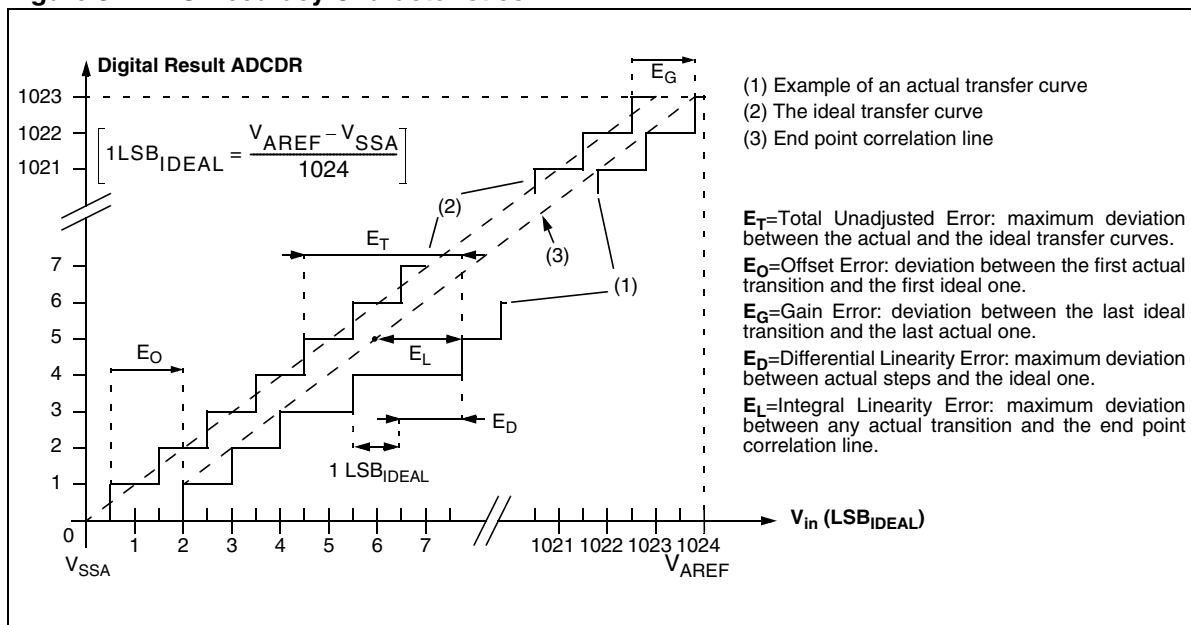 Digital Result ADCDR
E_G
1023
1022
1021
1LSB_IDEAL = (V_AREF – V_SSA) / 1024
(2)
(3)
(1)
E_T
7
6
5
4
3
2
1
0
E_O
E_L
E_D
1 LSB_IDEAL
1 2 3 4 5 6 7 1021 1022 1023 1024
V_in (LSB_IDEAL)
V_SSA
V_AREF
(1) Example of an actual transfer curve
(2) The ideal transfer curve
(3) End point correlation line
E_T=Total Unadjusted Error: maximum deviation
between the actual and the ideal transfer curves.
E_O=Offset Error: deviation between the first actual
transition and the first ideal one.
E_G=Gain Error: deviation between the last ideal
transition and the last actual one.
E_D=Differential Linearity Error: maximum deviation
between actual steps and the ideal one.
E_L=Integral Linearity Error: maximum deviation
between any actual transition and the end point
correlation line.